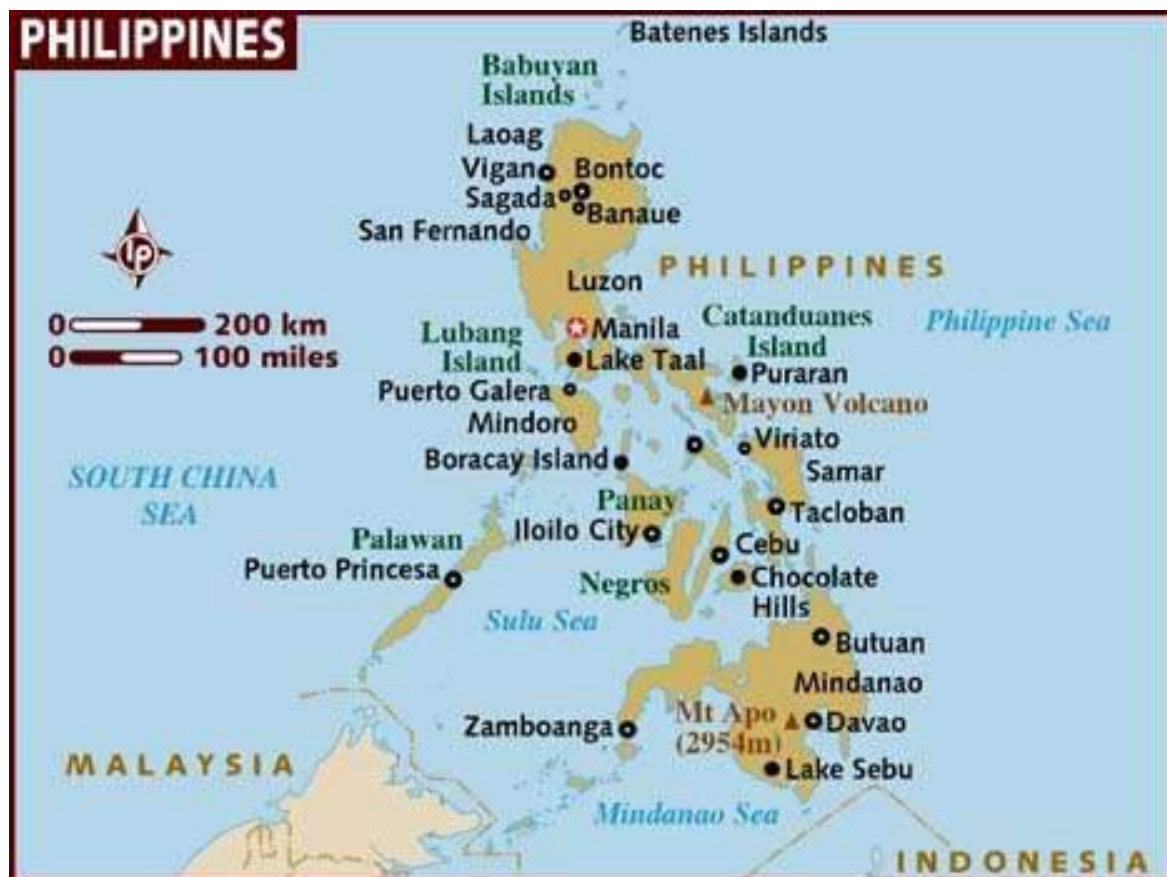 PHILIPPINES
Batenes Islands
Babuyan
Islands
Laoag
Vigan
Bontoc
Sagada
Banaue
San Fernando
lp
Luzon
PHILIPPINES
0 200 km
0 100 miles
Manila
Lubang
Island
Catanduanes
Island
Philippine Sea
Lake Taal
Puraran
Puerto Galera
Mayon Volcano
Mindoro
Viriato
Boracay Island
Samar
SOUTH CHINA
SEA
Panay
Tacloban
Iloilo City
Palawan
Cebu
Puerto Princesa
Negros
Chocolate
Hills
Sulu Sea
Butuan
Mindanao
Mt Apo
(2954m)
Davao
Zamboanga
MALAYSIA
Lake Sebu
Mindanao Sea
INDONESIA